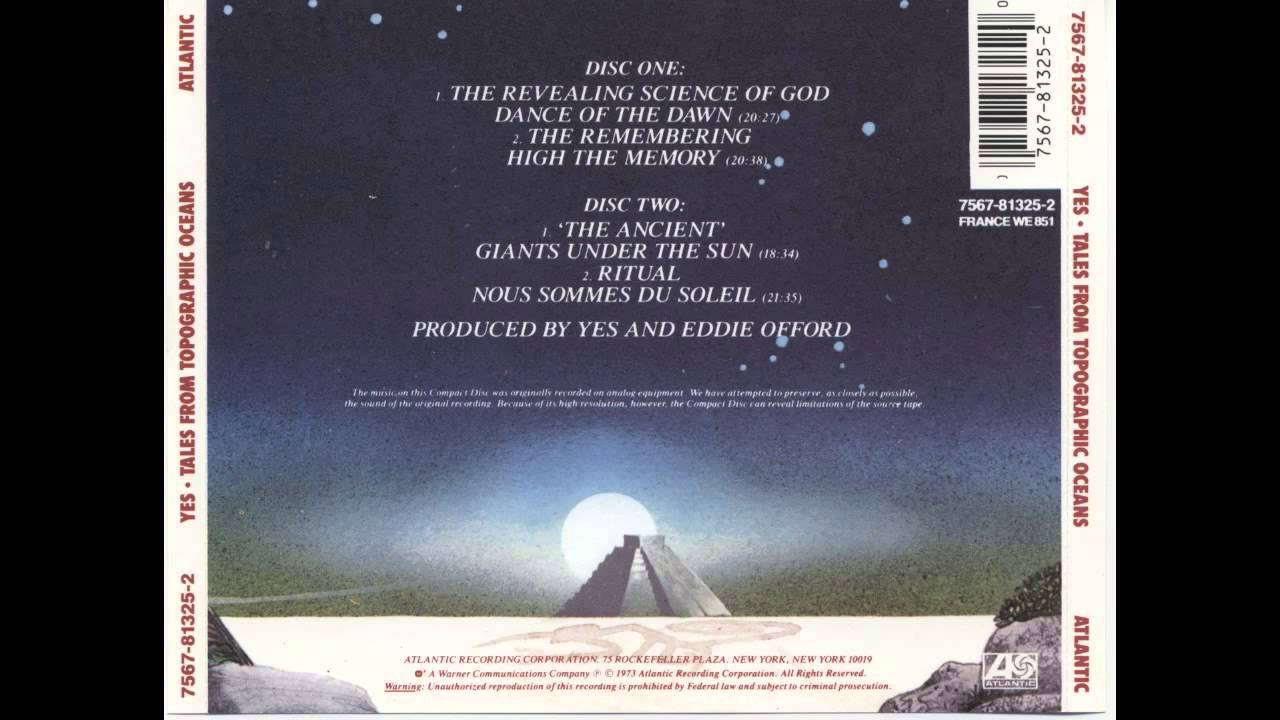 ATLANTIC
YES • TALES FROM TOPOGRAPHIC OCEANS
7567-81325-2
DISC ONE:
1. THE REVEALING SCIENCE OF GOD
DANCE OF THE DAWN (20:27)
2. THE REMEMBERING
HIGH THE MEMORY (20:38)
DISC TWO:
1. ‘THE ANCIENT’
GIANTS UNDER THE SUN (18:34)
2. RITUAL
NOUS SOMMES DU SOLEIL (21:35)
PRODUCED BY YES AND EDDIE OFFORD
The music on this Compact Disc was originally recorded on analog equipment. We have attempted to preserve, as closely as possible,
the sound of the original recording. Because of its high resolution, however, the Compact Disc can reveal limitations of the source tape.
7567-81325-2
7567-81325-2
FRANCE WE 851
ATLANTIC RECORDING CORPORATION, 75 ROCKEFELLER PLAZA, NEW YORK, NEW YORK 10019
A Warner Communications Company ℗ © 1973 Atlantic Recording Corporation. All Rights Reserved.
Warning: Unauthorized reproduction of this recording is prohibited by Federal law and subject to criminal prosecution.
ATLANTIC
7567-81325-2
YES • TALES FROM TOPOGRAPHIC OCEANS
ATLANTIC